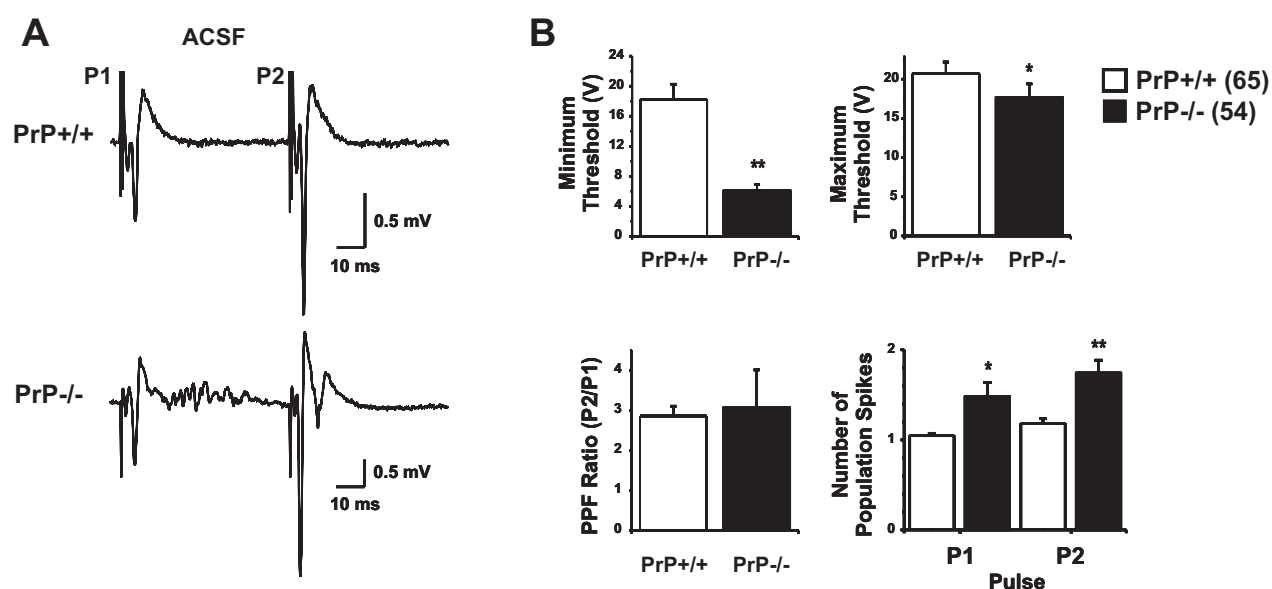 A
ACSF
P1
P2
PrP+/+
0.5 mV
10 ms
PrP-/-
0.5 mV
10 ms
B
Minimum
Threshold (V)
24
20
16
12
8
4
0
**
PrP+/+
PrP-/-
Maximum
Threshold (V)
20
15
10
5
0
*
PrP+/+
PrP-/-
PrP+/+ (65)
PrP-/- (54)
PPF Ratio (P2/P1)
4
3
2
1
0
PrP+/+
PrP-/-
Number of
Population Spikes
2
1
0
*
**
P1
P2
Pulse